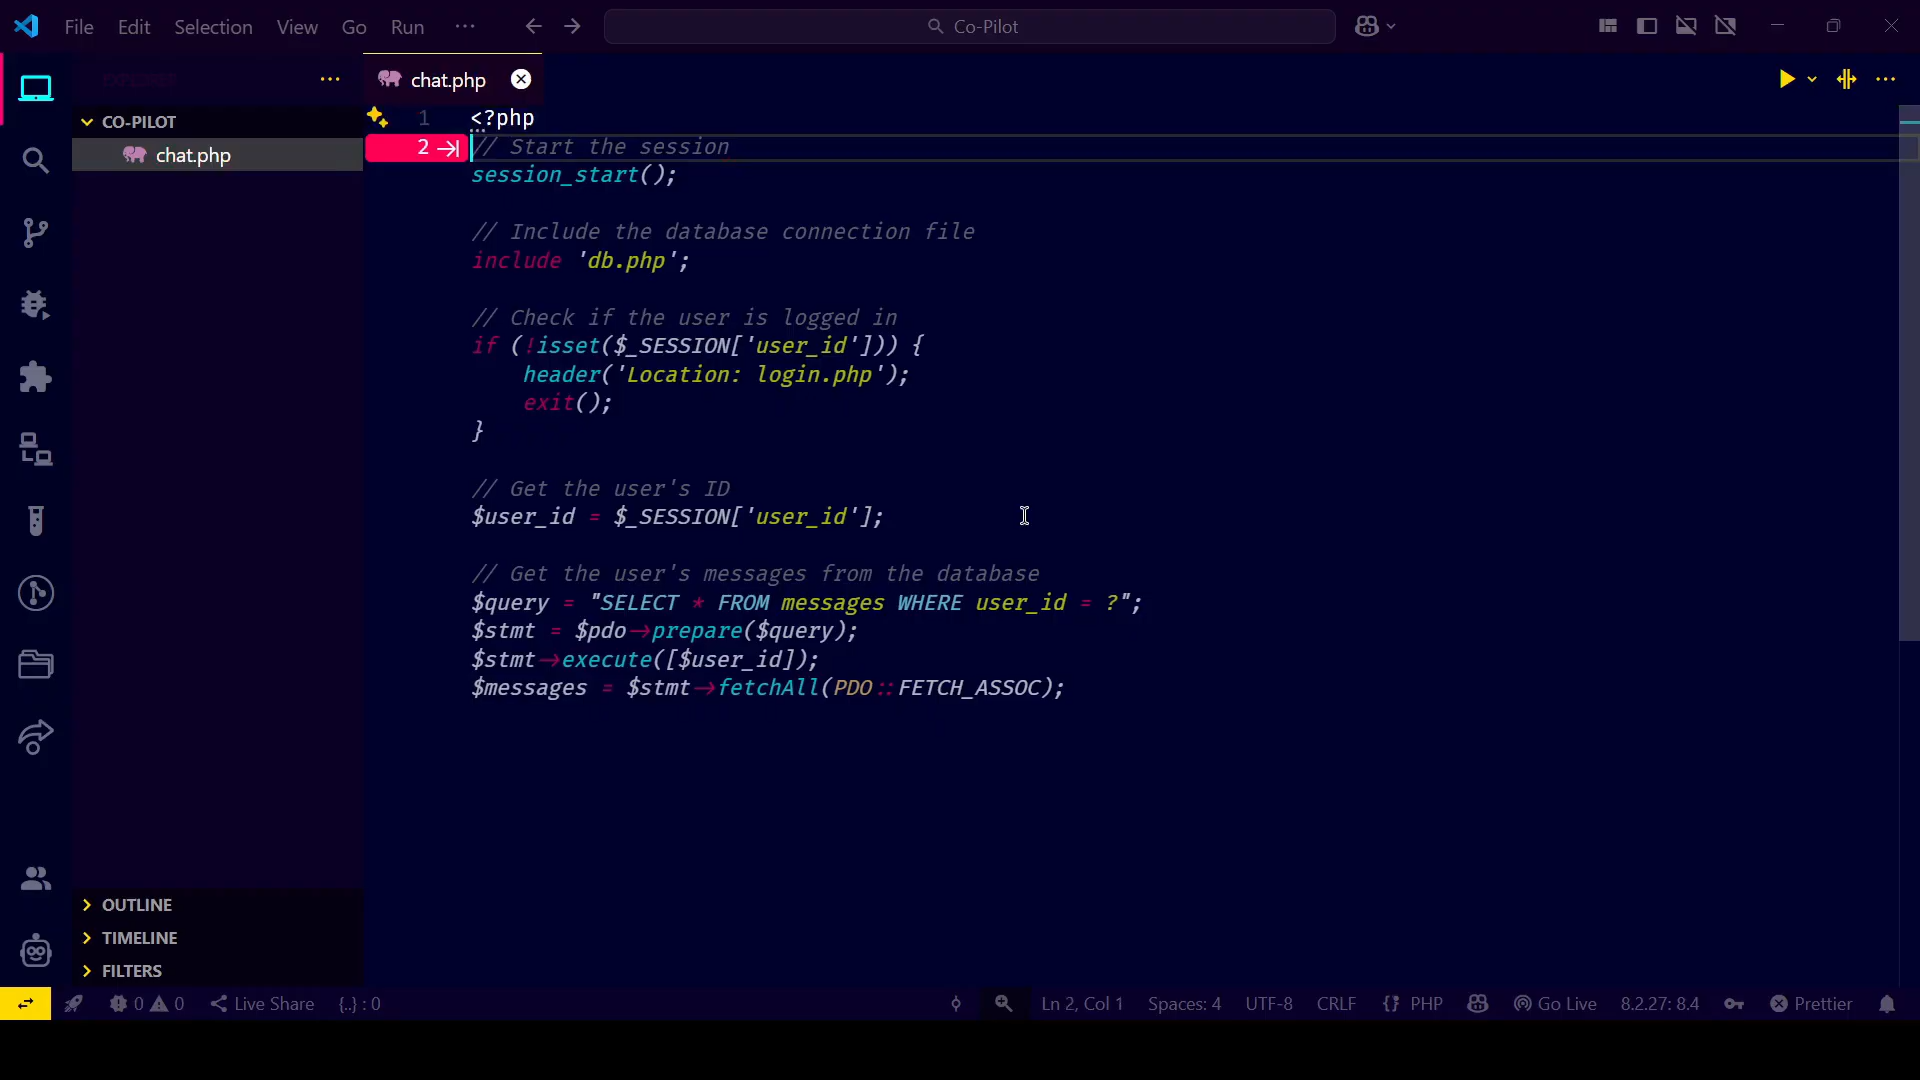 File Edit Selection View Go Run ··· Co-Pilot
EXPLORER ···
chat.php
CO-PILOT
chat.php
1 <?php
2 // Start the session
session_start();
// Include the database connection file
include 'db.php';
// Check if the user is logged in
if (!isset($_SESSION['user_id'])) {
header('Location: login.php');
exit();
}
// Get the user's ID
$user_id = $_SESSION['user_id'];
// Get the user's messages from the database
$query = "SELECT * FROM messages WHERE user_id = ?";
$stmt = $pdo->prepare($query);
$stmt->execute([$user_id]);
$messages = $stmt->fetchAll(PDO::FETCH_ASSOC);
OUTLINE
TIMELINE
FILTERS
0 0 Live Share {..} : 0 Ln 2, Col 1 Spaces: 4 UTF-8 CRLF PHP Go Live 8.2.27: 8.4 Prettier